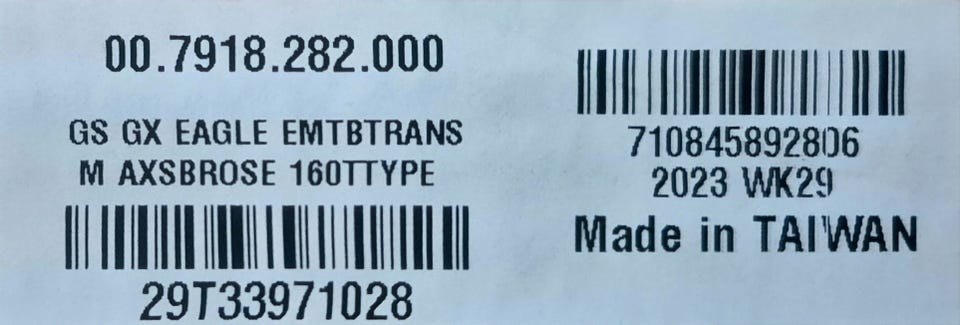 00.7918.282.000
GS GX EAGLE EMTBTRANS
M AXSBROSE 160TTYPE
29T33971028
710845892806
2023 WK29
Made in TAIWAN